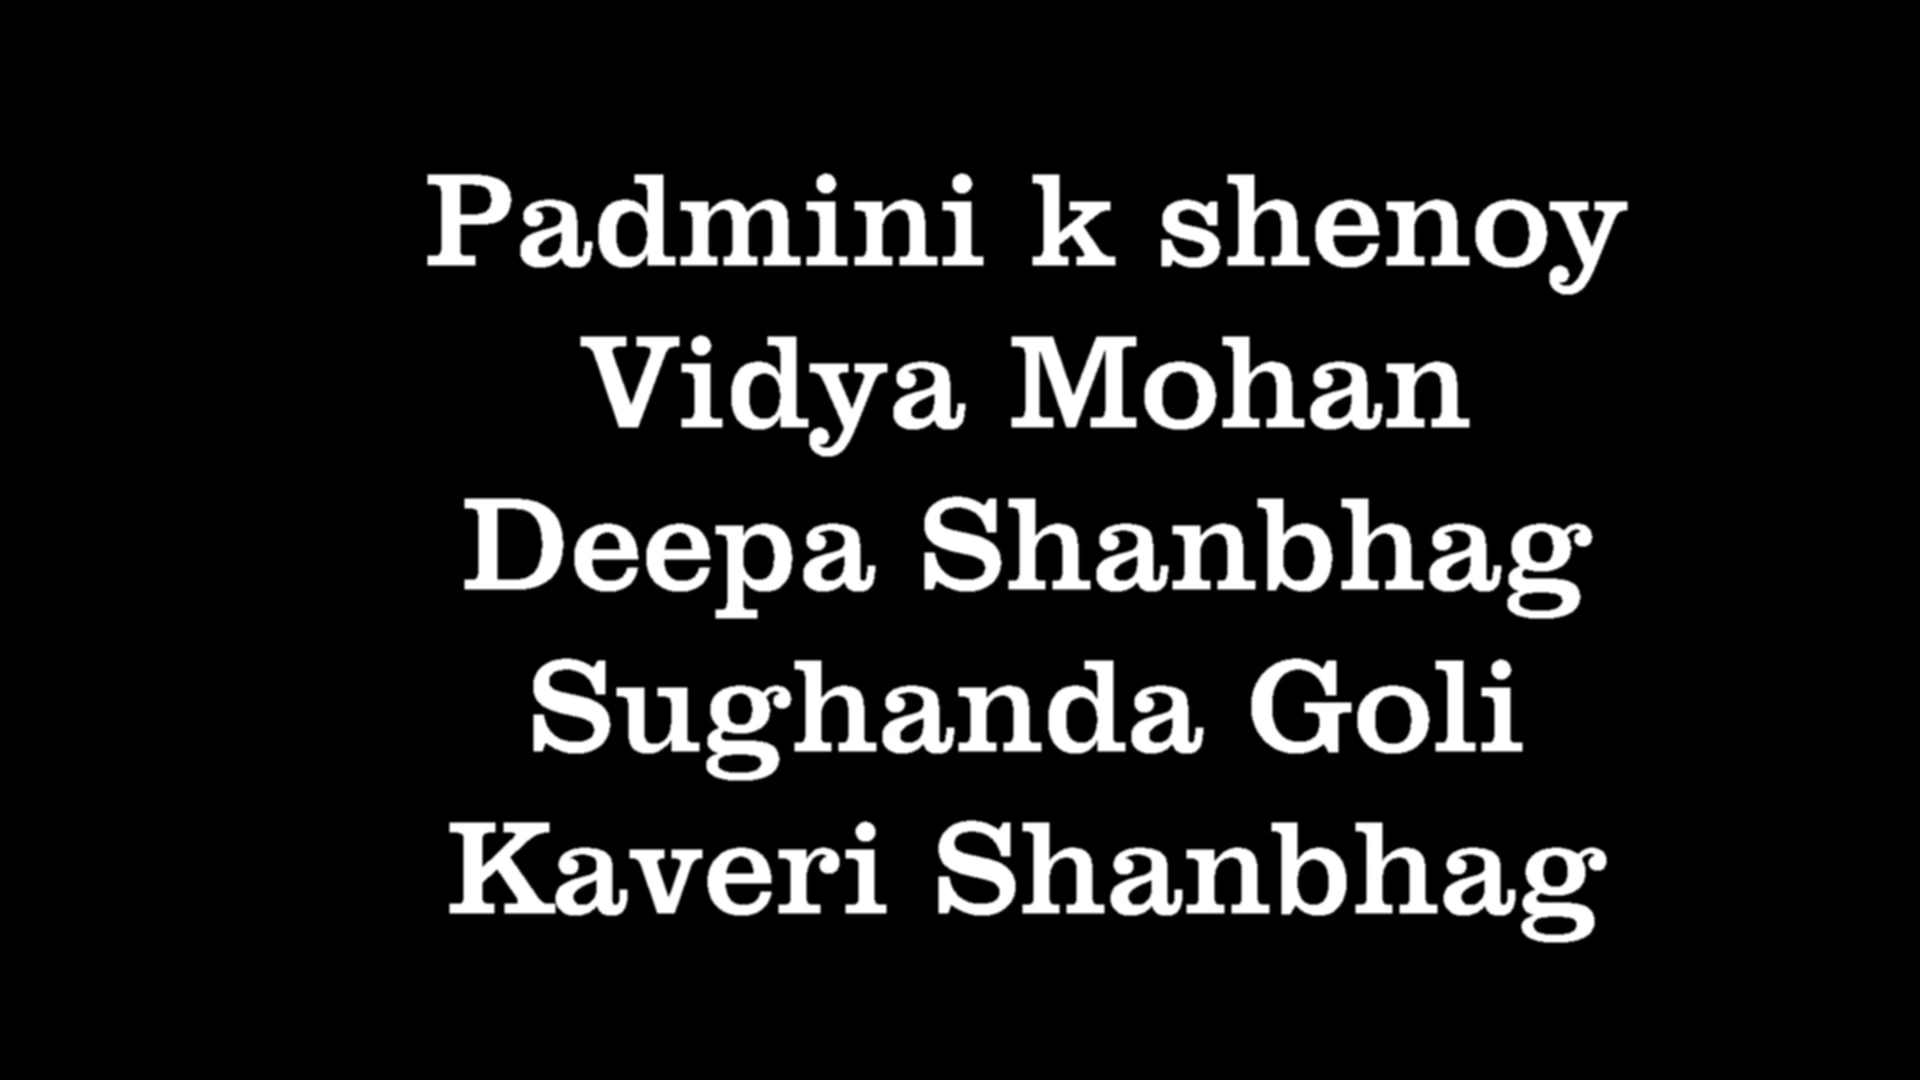 Padmini k shenoy
Vidya Mohan
Deepa Shanbhag
Sughanda Goli
Kaveri Shanbhag